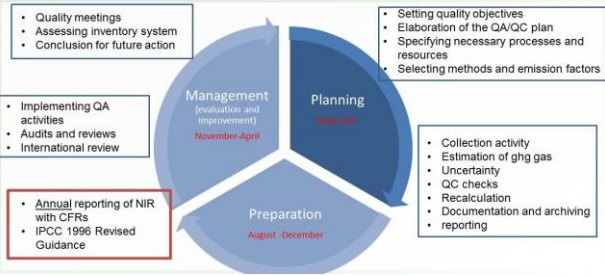 Quality meetings
Assessing inventory system
Conclusion for future action
Setting quality objectives
Elaboration of the QA/QC plan
Specifying necessary processes and
resources
Selecting methods and emission factors
Management
(evaluation and
improvement)
November-April
Planning
Implementing QA
activities
Audits and reviews
International review
Collection activity
Estimation of ghg gas
Uncertainty
QC checks
Recalculation
Documentation and archiving
reporting
Annual reporting of NIR
with CFRs
IPCC 1996 Revised
Guidance
Preparation
August -December